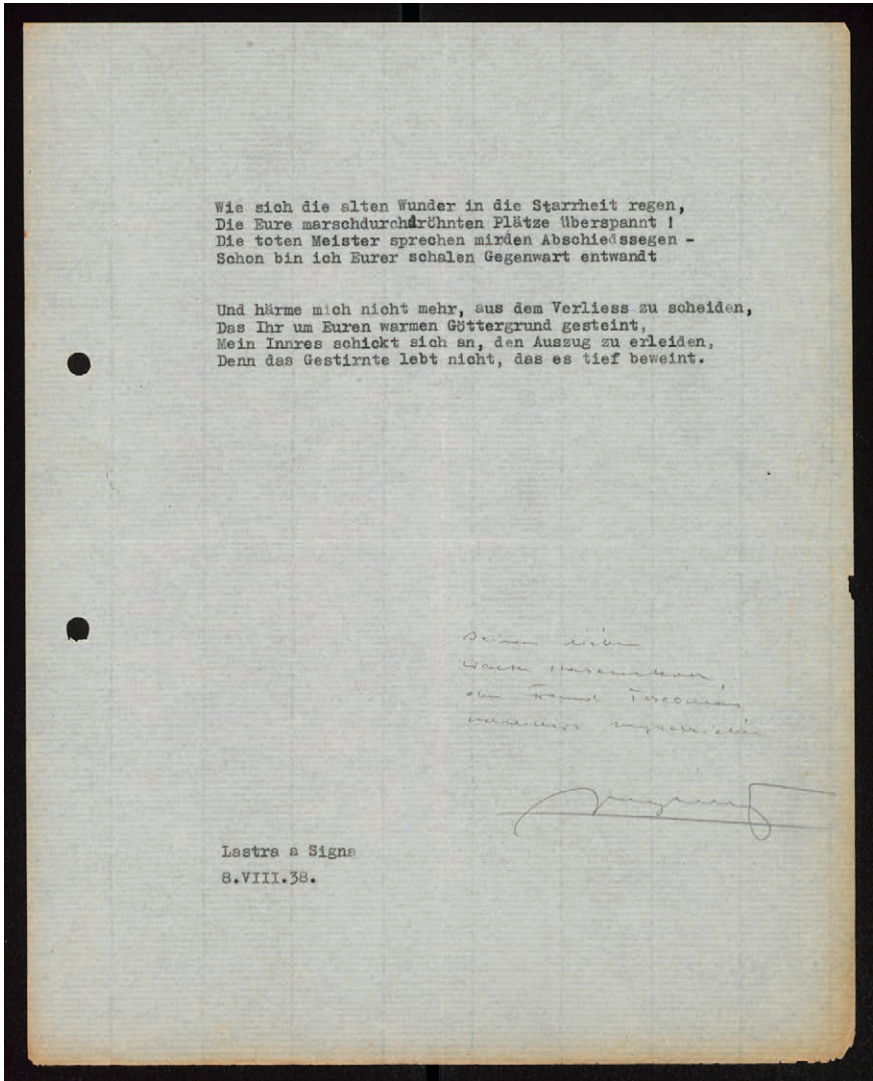 Wie sich die alten Wunder in die Starrheit regen,
Die Eure marschdurchdröhnten Plätze überspannt !
Die toten Meister sprechen mirden Abschiedssegen -
Schon bin ich Eurer schalen Gegenwart entwandt
Und härme mich nicht mehr, aus dem Verliess zu scheiden,
Das Ihr um Euren warmen Göttergrund gesteint,
Mein Innres schickt sich an, den Auszug zu erleiden,
Denn das Gestirnte lebt nicht, das es tief beweint.
Walter
Lastra a Signa
8.VIII.38.